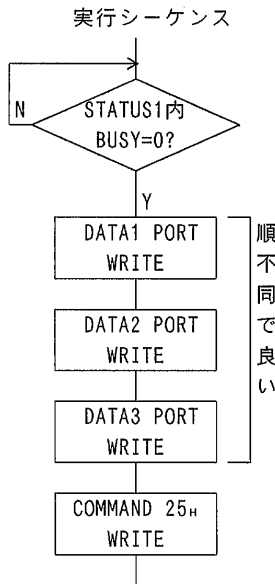 実行シーケンス
N
STATUS1内
BUSY=0?
Y
DATA1 PORT
WRITE
DATA2 PORT
WRITE
DATA3 PORT
WRITE
順不同で良い
COMMAND 25H
WRITE